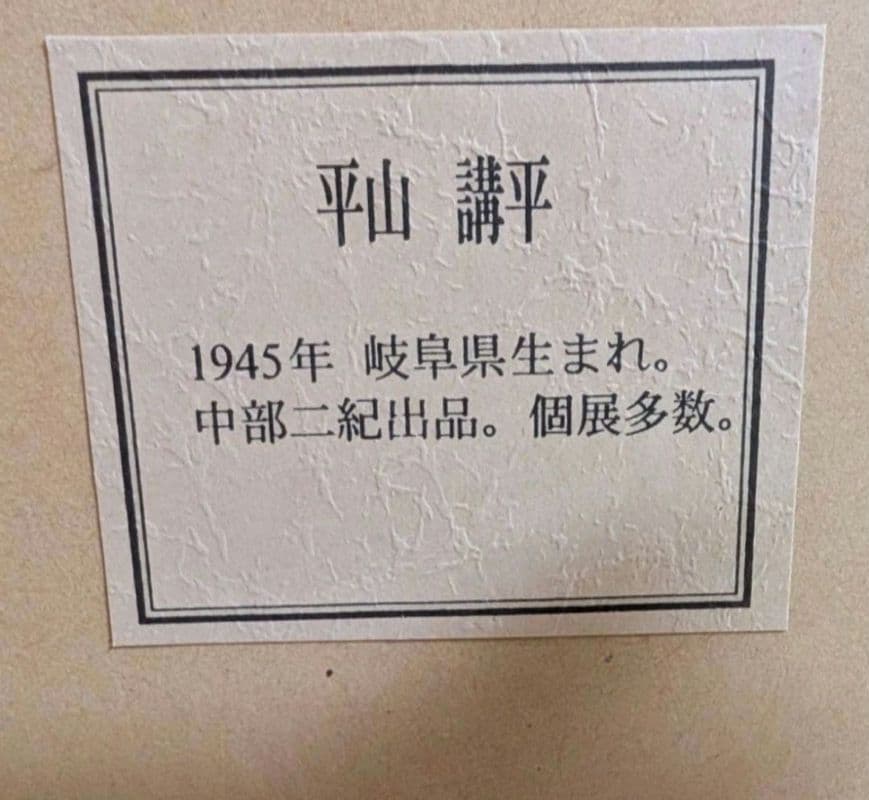 平山 講平
1945年 岐阜県生まれ。
中部二紀出品。個展多数。